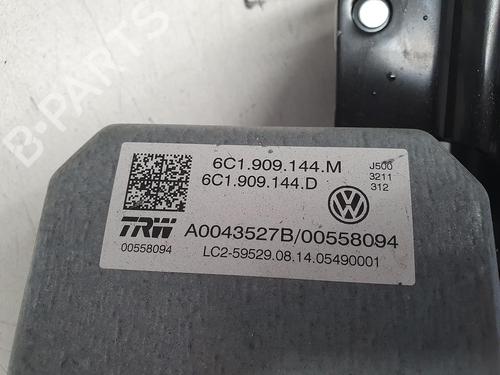 B-PARTS
6C1.909.144.M
6C1.909.144.D
J500
3211
312
TRW
A0043527B/00558094
00558094
LC2-59529.08.14.05490001